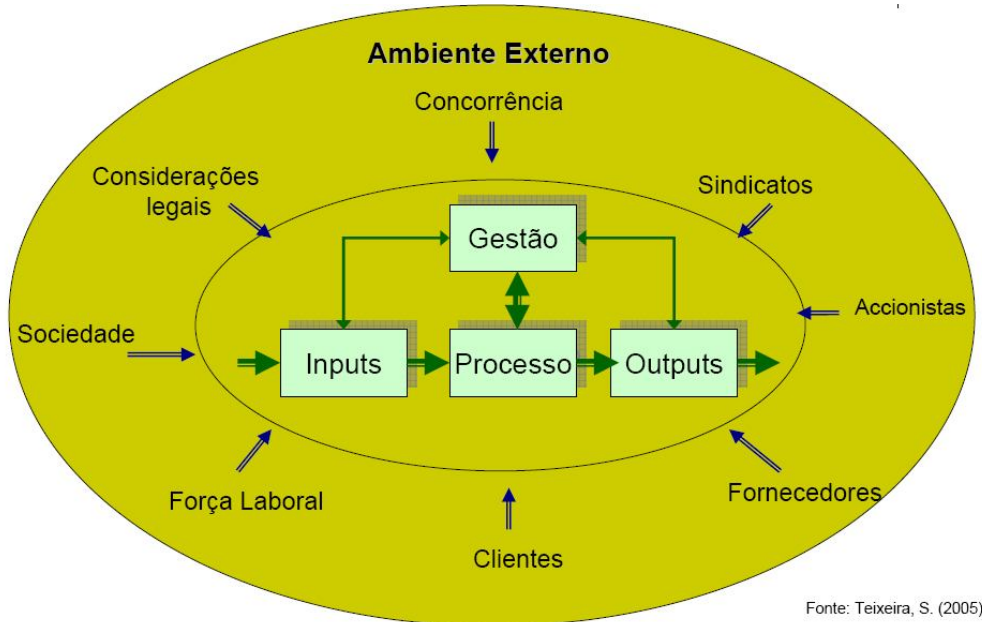 Ambiente Externo
Concorrência
Considerações
legais
Sindicatos
Gestão
Accionistas
Sociedade
Inputs
Processo
Outputs
Força Laboral
Fornecedores
Clientes
Fonte: Teixeira, S. (2005)